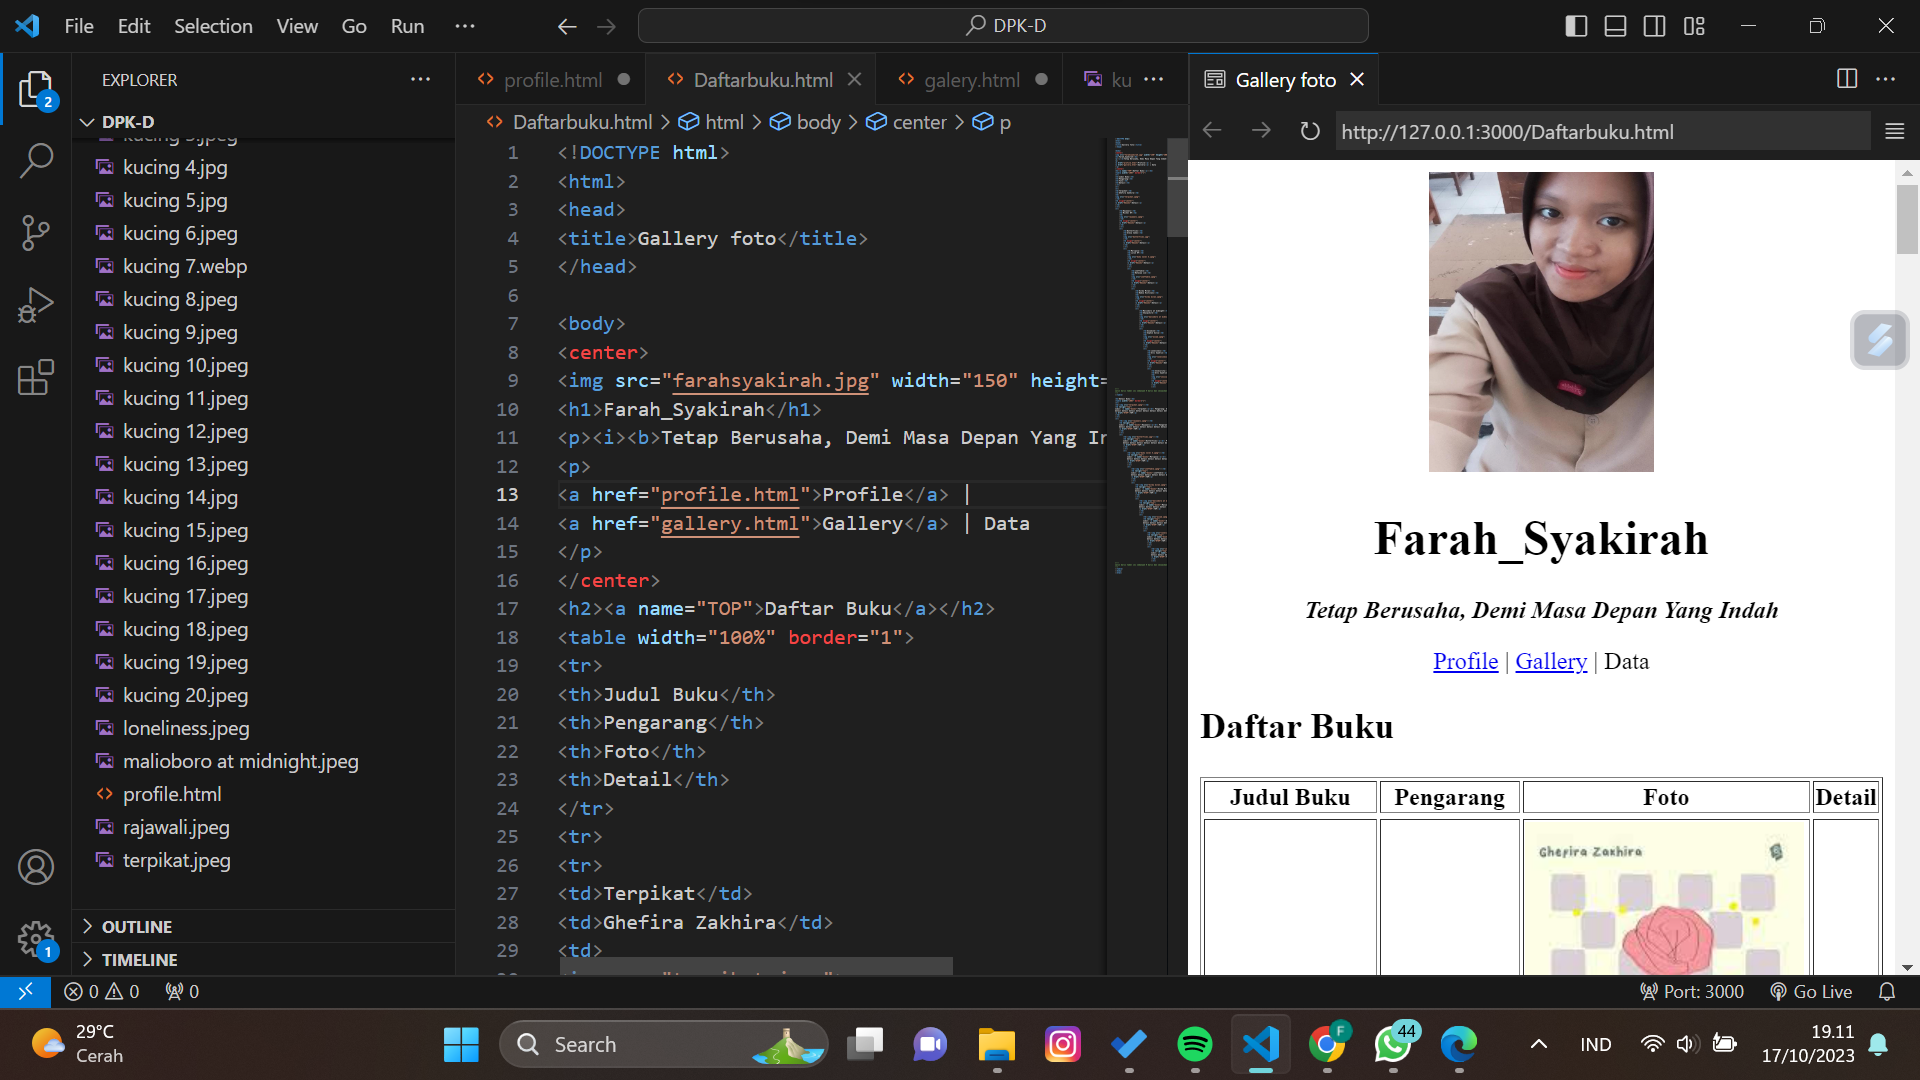 File Edit Selection View Go Run ··· DPK-D
EXPLORER ···
DPK-D
kucing 4.jpg
kucing 5.jpg
kucing 6.jpeg
kucing 7.webp
kucing 8.jpeg
kucing 9.jpeg
kucing 10.jpeg
kucing 11.jpeg
kucing 12.jpeg
kucing 13.jpeg
kucing 14.jpg
kucing 15.jpeg
kucing 16.jpeg
kucing 17.jpeg
kucing 18.jpeg
kucing 19.jpeg
kucing 20.jpeg
loneliness.jpeg
malioboro at midnight.jpeg
profile.html
rajawali.jpeg
terpikat.jpeg
OUTLINE
TIMELINE
2
1
profile.html Daftarbuku.html galery.html ku ···
Daftarbuku.html > html > body > center > p
1 <!DOCTYPE html>
2 <html>
3 <head>
4 <title>Gallery foto</title>
5 </head>
6
7 <body>
8 <center>
9 <img src="farahsyakirah.jpg" width="150" height=
10 <h1>Farah_Syakirah</h1>
11 <p><i><b>Tetap Berusaha, Demi Masa Depan Yang In
12 <p>
13 <a href="profile.html">Profile</a> |
14 <a href="gallery.html">Gallery</a> | Data
15 </p>
16 </center>
17 <h2><a name="TOP">Daftar Buku</a></h2>
18 <table width="100%" border="1">
19 <tr>
20 <th>Judul Buku</th>
21 <th>Pengarang</th>
22 <th>Foto</th>
23 <th>Detail</th>
24 </tr>
25 <tr>
26 <tr>
27 <td>Terpikat</td>
28 <td>Ghefira Zakhira</td>
29 <td>
Gallery foto
http://127.0.0.1:3000/Daftarbuku.html
Farah_Syakirah
Tetap Berusaha, Demi Masa Depan Yang Indah
Profile | Gallery | Data
Daftar Buku
Judul Buku Pengarang Foto Detail
Ghefira Zakhira
0 0 0
Port: 3000 Go Live
29°C
Cerah
Search
F
44
IND
19.11
17/10/2023